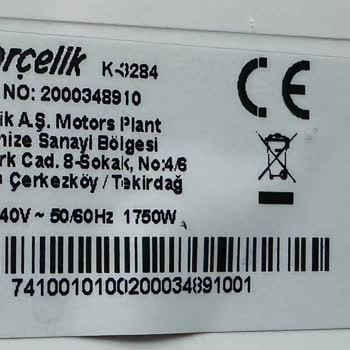 orçelik K-3284
NO: 2000348910
ik A.Ş. Motors Plant
nize Sanayi Bölgesi
rk Cad. 8-Sokak, No:4/6
Çerkezköy / Tekirdağ
40V ~ 50/60Hz 1750W
CE
7410010100200034891001